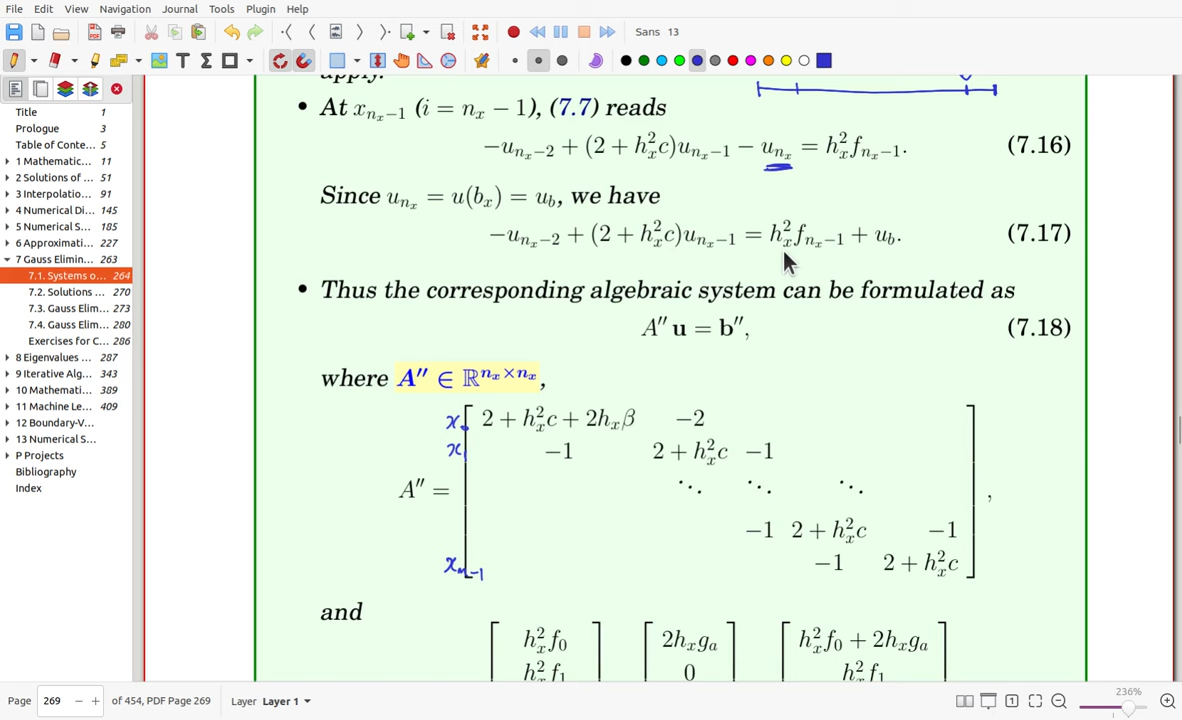 File Edit View Navigation Journal Tools Plugin Help
Sans 13
Title 1
Prologue 3
Table of Conte... 5
1 Mathematic... 11
2 Solutions of ... 51
3 Interpolatio... 91
4 Numerical Di... 145
5 Numerical S... 185
6 Approximati... 227
7 Gauss Elimin... 263
7.1. Systems o... 264
7.2. Solutions ... 270
7.3. Gauss Elim... 273
7.4. Gauss Elim... 280
Exercises for C... 286
8 Eigenvalues ... 287
9 Iterative Alg... 343
10 Mathemati... 389
11 Machine Le... 409
12 Boundary-V...
13 Numerical S...
P Projects
Bibliography
Index
apply.
• At x_{n_x−1} (i = n_x − 1), (7.7) reads
−u_{n_x−2} + (2 + h_x^2 c)u_{n_x−1} − u_{n_x} = h_x^2 f_{n_x−1}. (7.16)
Since u_{n_x} = u(b_x) = u_b, we have
−u_{n_x−2} + (2 + h_x^2 c)u_{n_x−1} = h_x^2 f_{n_x−1} + u_b. (7.17)
• Thus the corresponding algebraic system can be formulated as
A″ u = b″, (7.18)
where A″ ∈ ℝ^{n_x×n_x},
x_0 2 + h_x^2 c + 2h_x β −2
x_1 −1 2 + h_x^2 c −1
A″ = ⋱ ⋱ ⋱ ,
−1 2 + h_x^2 c −1
x_{n-1} −1 2 + h_x^2 c
and
h_x^2 f_0 2h_x g_a h_x^2 f_0 + 2h_x g_a
h_x^2 f_1 0 h_x^2 f_1
Page 269 of 454, PDF Page 269 Layer Layer 1 236%